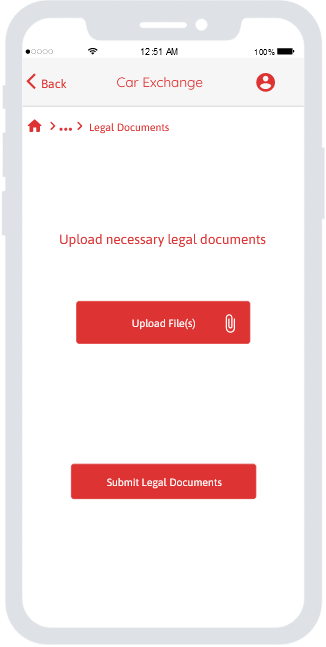 12:51 AM 100%
Back Car Exchange
... Legal Documents
Upload necessary legal documents
Upload File(s)
Submit Legal Documents